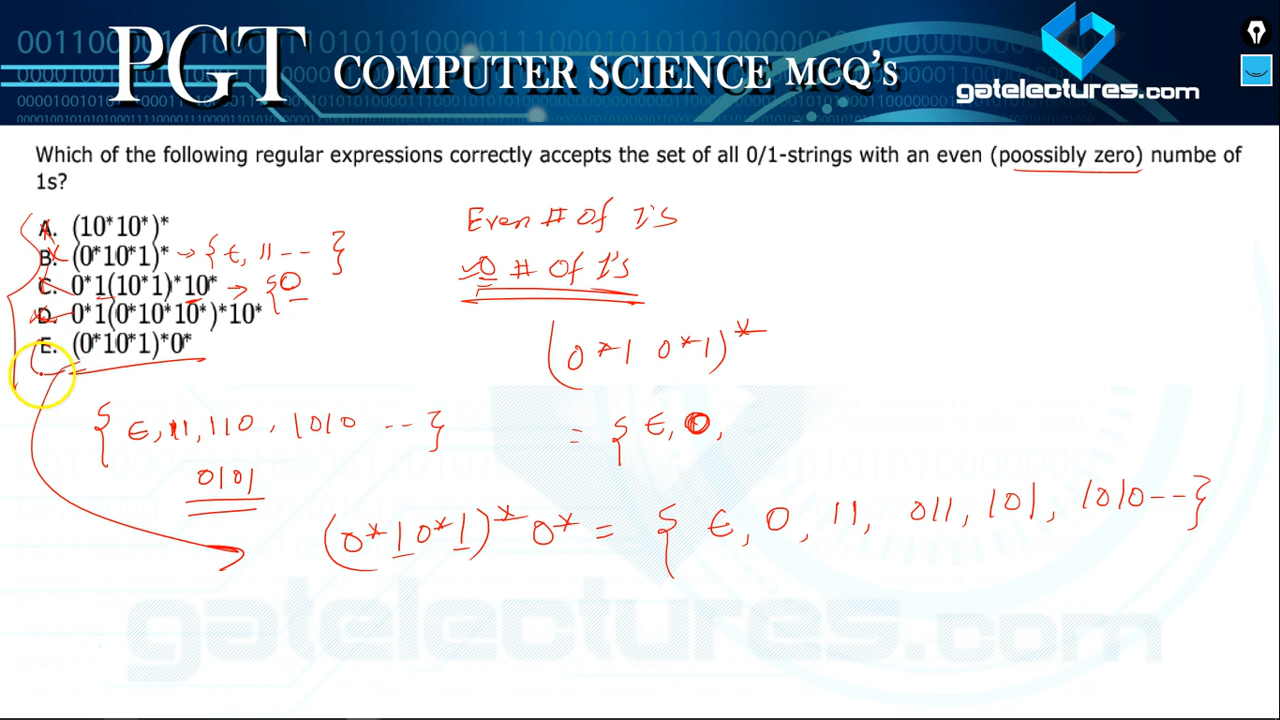 PGT COMPUTER SCIENCE MCQ's
gatelectures.com
Which of the following regular expressions correctly accepts the set of all 0/1-strings with an even (poossibly zero) numbe of
1s?
A. (10*10*)*
B. (0*10*1)* → {ε, 11 -- }
C. 0*1(10*1)*10* → {0
D. 0*1(0*10*10*)*10*
E. (0*10*1)*0*
Even # of 1's
0 # of 1's
(0*1 0*1)*
{ε, 11, 110, 1010 --}
= {ε, 0,
0101
(0*10*1)*0* = {ε, 0, 11, 011, 101, 1010--}
gatelectures.com